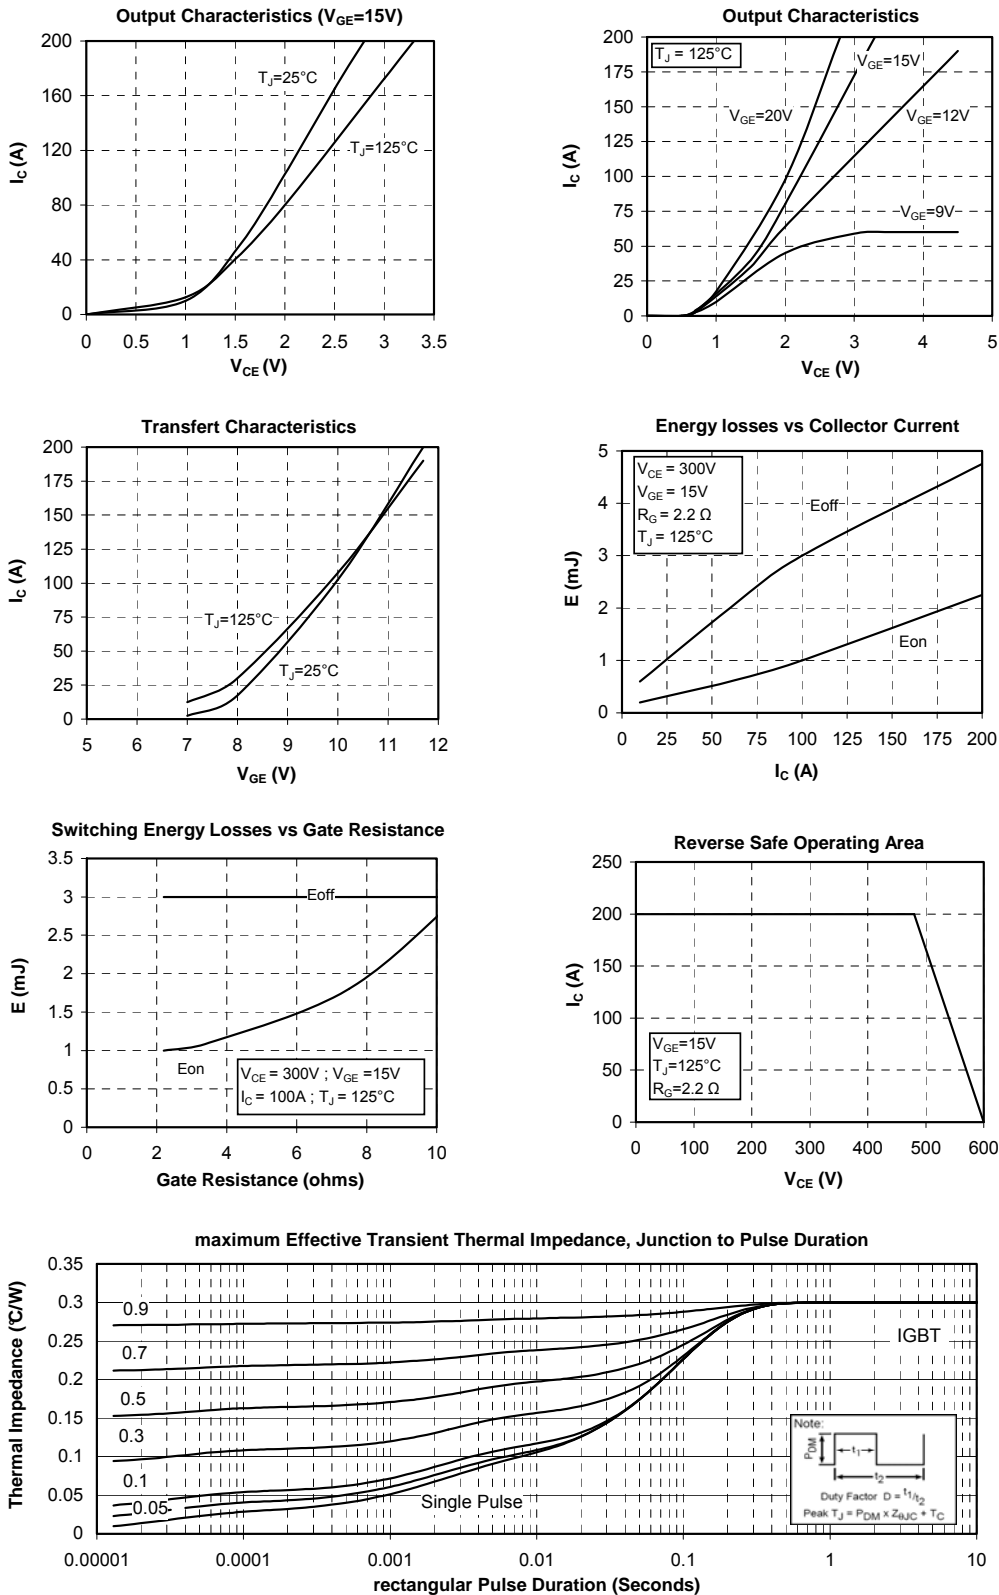 Output Characteristics (VGE=15V)
200
160
120
80
40
0
IC (A)
TJ=25°C
TJ=125°C
0 0.5 1 1.5 2 2.5 3 3.5
VCE (V)
Output Characteristics
200
175
150
125
100
75
50
25
0
IC (A)
TJ = 125°C
VGE=15V
VGE=20V
VGE=12V
VGE=9V
0 1 2 3 4 5
VCE (V)
Transfert Characteristics
200
175
150
125
100
75
50
25
0
IC (A)
TJ=125°C
TJ=25°C
5 6 7 8 9 10 11 12
VGE (V)
Energy losses vs Collector Current
5
4
3
2
1
0
E (mJ)
VCE = 300V
VGE = 15V
RG = 2.2 Ω
TJ = 125°C
Eoff
Eon
0 25 50 75 100 125 150 175 200
IC (A)
Switching Energy Losses vs Gate Resistance
3.5
3
2.5
2
1.5
1
0.5
0
E (mJ)
Eoff
Eon
VCE = 300V ; VGE =15V
IC = 100A ; TJ = 125°C
0 2 4 6 8 10
Gate Resistance (ohms)
Reverse Safe Operating Area
250
200
150
100
50
0
IC (A)
VGE=15V
TJ=125°C
RG=2.2 Ω
0 100 200 300 400 500 600
VCE (V)
maximum Effective Transient Thermal Impedance, Junction to Pulse Duration
0.35
0.3
0.25
0.2
0.15
0.1
0.05
0
Thermal Impedance (°C/W)
0.9
0.7
0.5
0.3
0.1
0.05
Single Pulse
IGBT
Note:
PDM
t1
t2
Duty Factor D = t1/t2
Peak TJ = PDM x ZθJC + TC
0.00001 0.0001 0.001 0.01 0.1 1 10
rectangular Pulse Duration (Seconds)